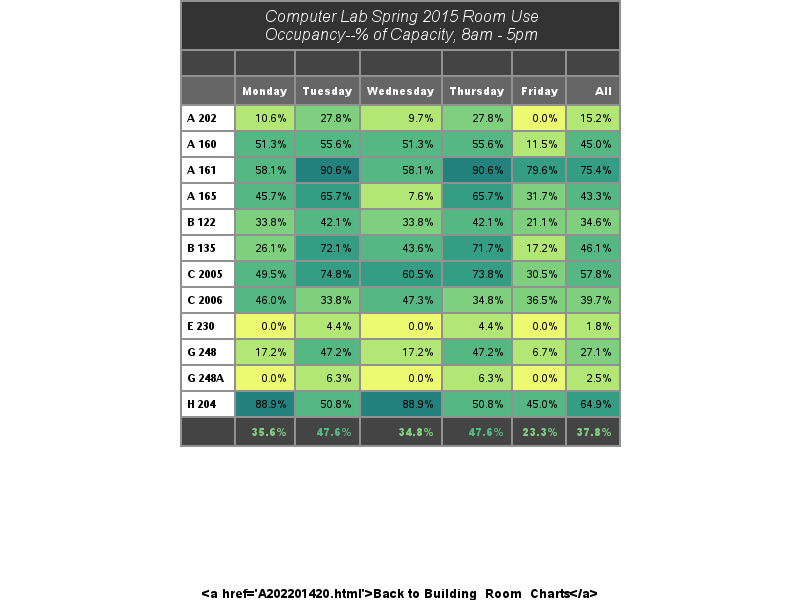 Computer Lab Spring 2015 Room Use
Occupancy--% of Capacity, 8am - 5pm
Monday Tuesday Wednesday Thursday Friday All
A 202 10.6% 27.8% 9.7% 27.8% 0.0% 15.2%
A 160 51.3% 55.6% 51.3% 55.6% 11.5% 45.0%
A 161 58.1% 90.6% 58.1% 90.6% 79.6% 75.4%
A 165 45.7% 65.7% 7.6% 65.7% 31.7% 43.3%
B 122 33.8% 42.1% 33.8% 42.1% 21.1% 34.6%
B 135 26.1% 72.1% 43.6% 71.7% 17.2% 46.1%
C 2005 49.5% 74.8% 60.5% 73.8% 30.5% 57.8%
C 2006 46.0% 33.8% 47.3% 34.8% 36.5% 39.7%
E 230 0.0% 4.4% 0.0% 4.4% 0.0% 1.8%
G 248 17.2% 47.2% 17.2% 47.2% 6.7% 27.1%
G 248A 0.0% 6.3% 0.0% 6.3% 0.0% 2.5%
H 204 88.9% 50.8% 88.9% 50.8% 45.0% 64.9%
35.6% 47.6% 34.8% 47.6% 23.3% 37.8%
<a href='A202201420.html'>Back to Building_Room_Charts</a>